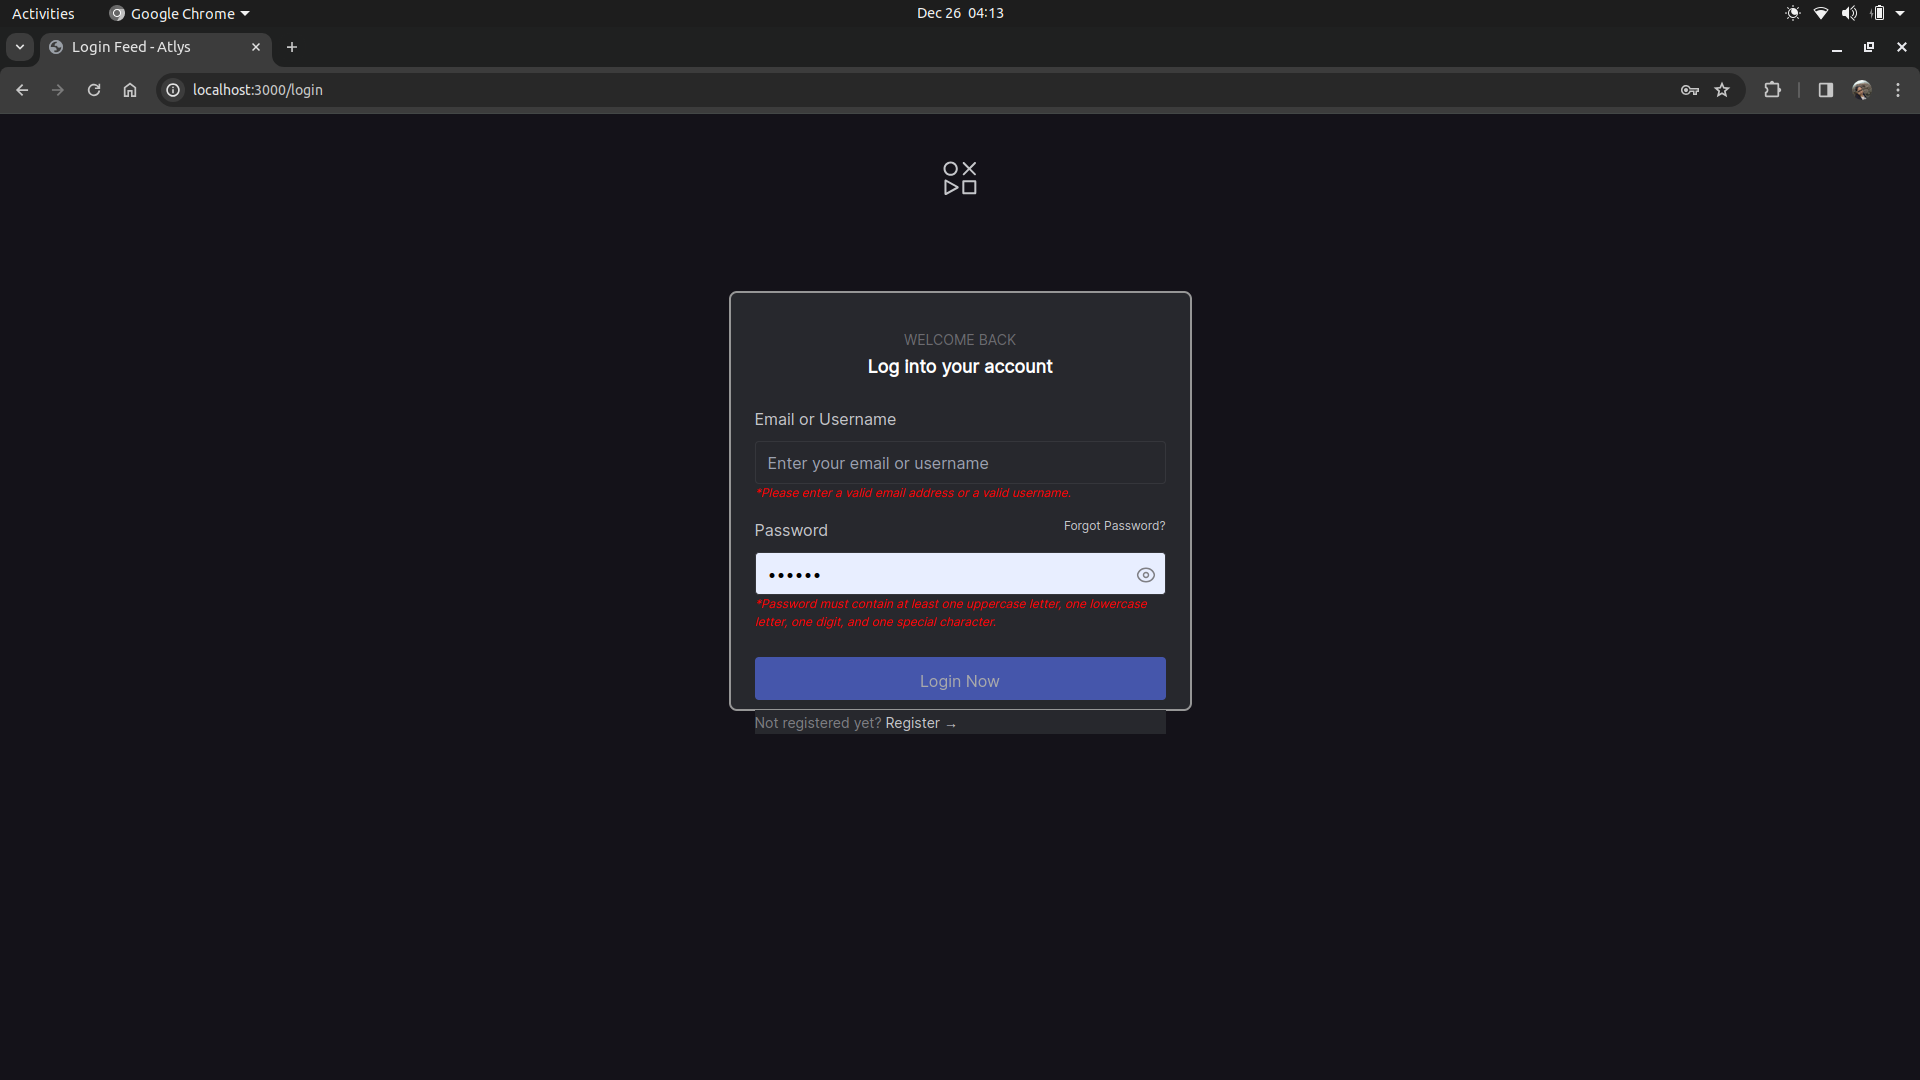 Activities Google Chrome Dec 26 04:13
Login Feed - Atlys
localhost:3000/login
WELCOME BACK
Log into your account
Email or Username
Enter your email or username
*Please enter a valid email address or a valid username.
Password Forgot Password?
••••••
*Password must contain at least one uppercase letter, one lowercase
letter, one digit, and one special character.
Login Now
Not registered yet? Register →